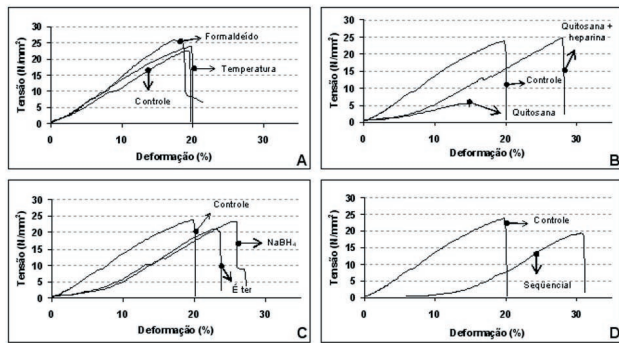 Tensão (N/mm²)
30
25
20
15
10
5
0
Formaldeído
Temperatura
Controle
0 10 20 30
Deformação (%)
A
Tensão (N/mm²)
30
25
20
15
10
5
0
Quitosana +
heparina
Controle
Quitosana
0 10 20 30
Deformação (%)
B
Tensão (N/mm²)
30
25
20
15
10
5
0
Controle
NaBH₄
É ter
0 10 20 30
Deformação (%)
C
Tensão (N/mm²)
30
25
20
15
10
5
0
Controle
Seqüencial
0 10 20 30
Deformação (%)
D